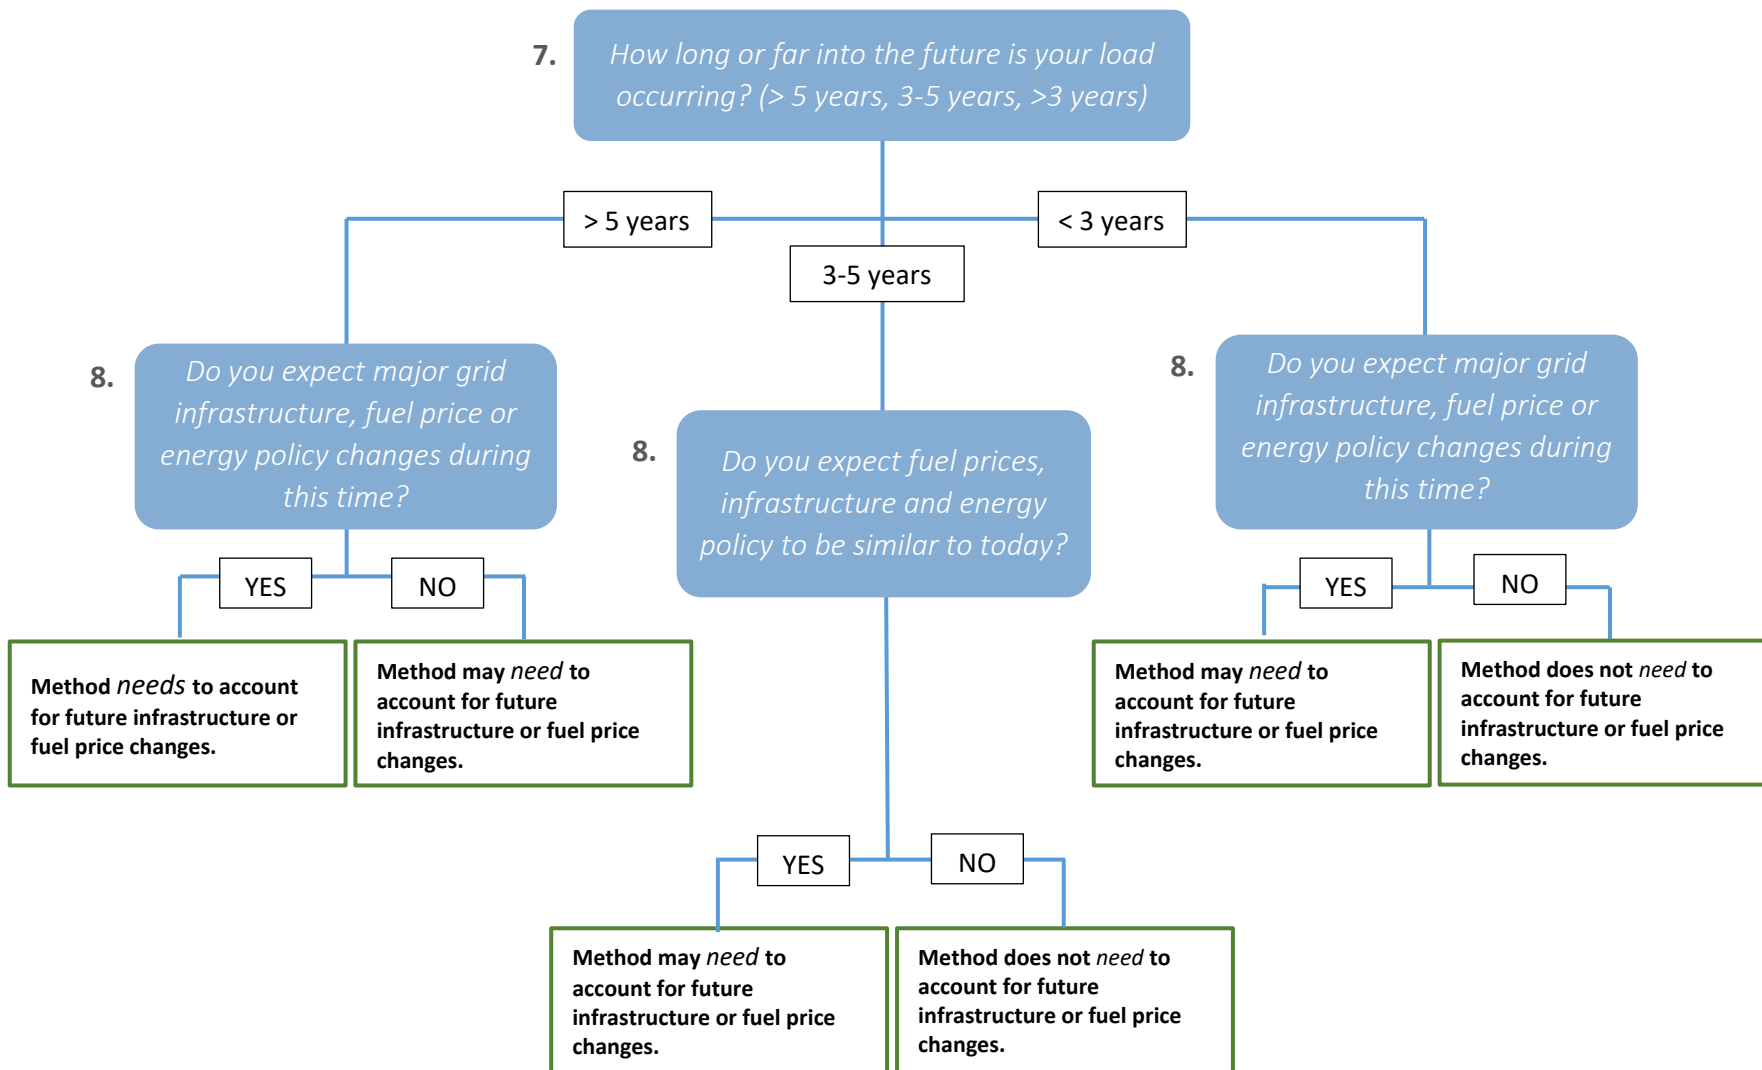 7.
How long or far into the future is your load
occurring? (> 5 years, 3-5 years, >3 years)
> 5 years
< 3 years
3-5 years
8.
Do you expect major grid
infrastructure, fuel price or
energy policy changes during
this time?
8.
Do you expect fuel prices,
infrastructure and energy
policy to be similar to today?
8.
Do you expect major grid
infrastructure, fuel price or
energy policy changes during
this time?
YES
NO
YES
NO
Method needs to account
for future infrastructure or
fuel price changes.
Method may need to
account for future
infrastructure or fuel price
changes.
Method may need to
account for future
infrastructure or fuel price
changes.
Method does not need to
account for future
infrastructure or fuel price
changes.
YES
NO
Method may need to
account for future
infrastructure or fuel price
changes.
Method does not need to
account for future
infrastructure or fuel price
changes.